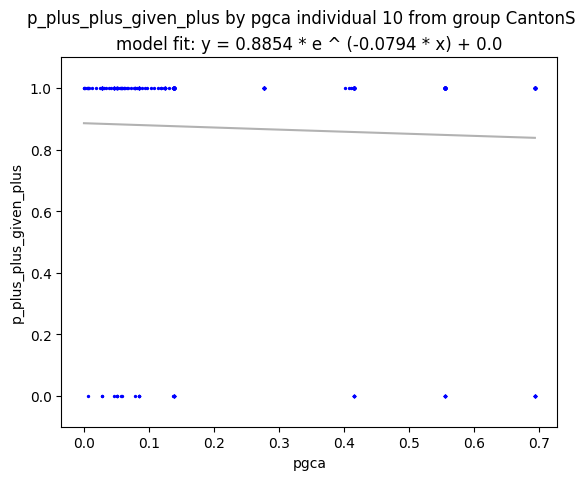 p_plus_plus_given_plus by pgca individual 10 from group CantonS
model fit: y = 0.8854 * e ^ (-0.0794 * x) + 0.0
1.0
0.8
0.6
0.4
0.2
0.0
p_plus_plus_given_plus
0.0 0.1 0.2 0.3 0.4 0.5 0.6 0.7
pgca